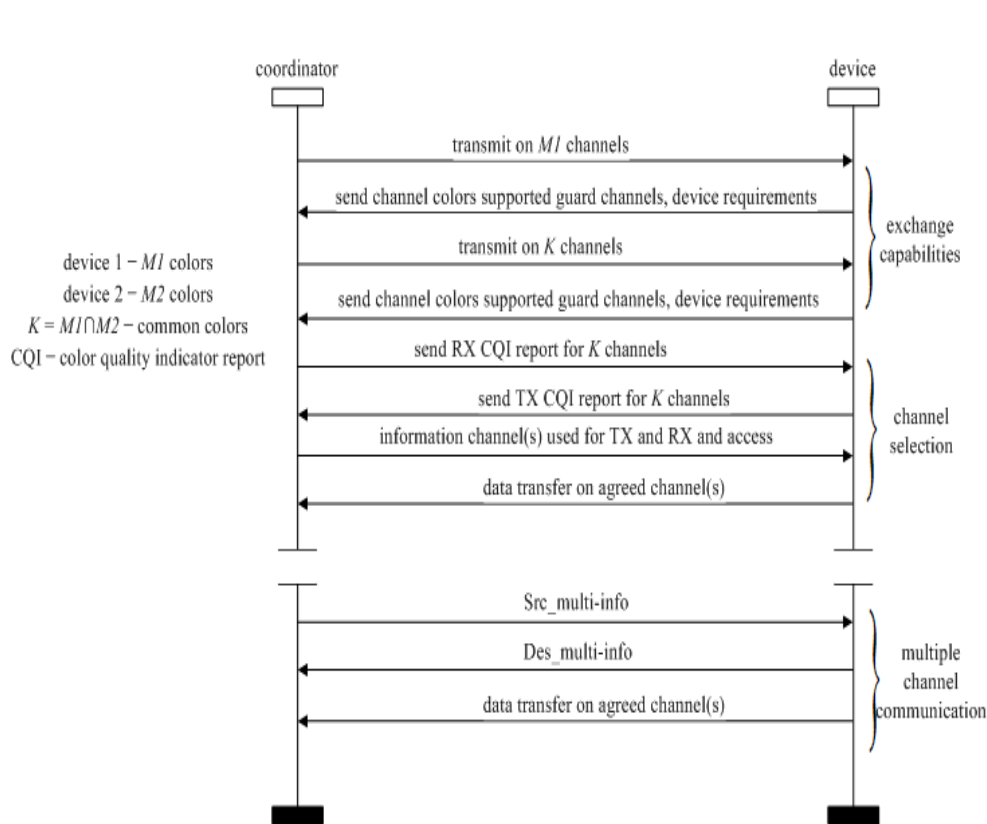 coordinator
device
transmit on M1 channels
send channel colors supported guard channels, device requirements
transmit on K channels
send channel colors supported guard channels, device requirements
exchange
capabilities
device 1 – M1 colors
device 2 – M2 colors
K = M1∩M2 – common colors
CQI – color quality indicator report
send RX CQI report for K channels
send TX CQI report for K channels
information channel(s) used for TX and RX and access
data transfer on agreed channel(s)
channel
selection
Src_multi-info
Des_multi-info
data transfer on agreed channel(s)
multiple
channel
communication